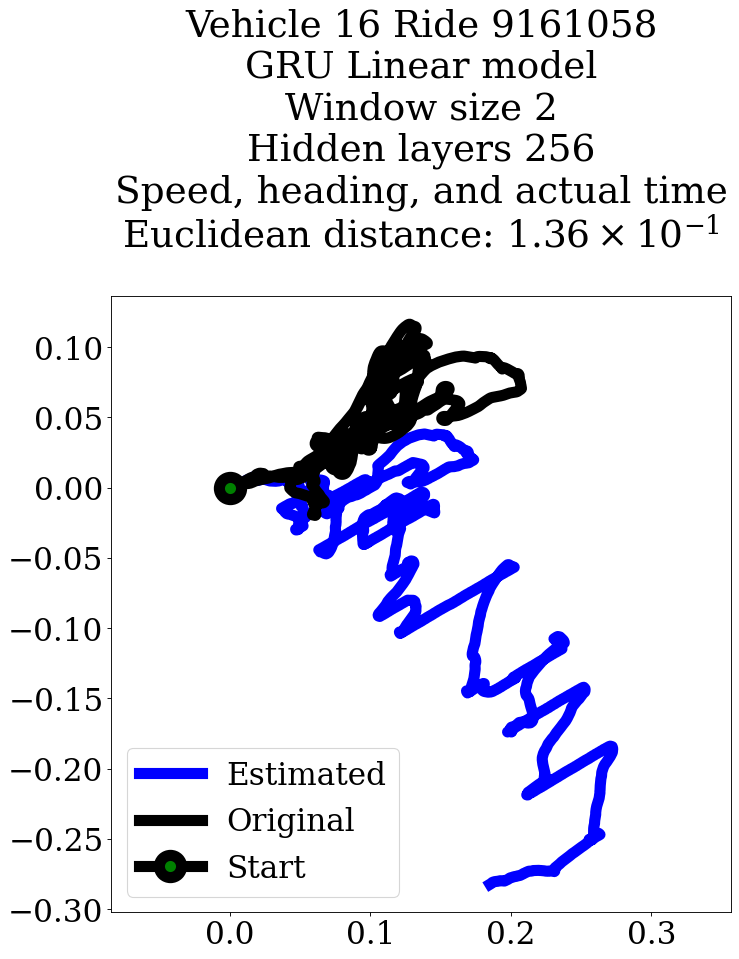 Vehicle 16 Ride 9161058
GRU Linear model
Window size 2
Hidden layers 256
Speed, heading, and actual time
Euclidean distance: 1.36 × 10⁻¹
0.10
0.05
0.00
−0.05
−0.10
−0.15
−0.20
−0.25
−0.30
Estimated
Original
Start
0.0 0.1 0.2 0.3